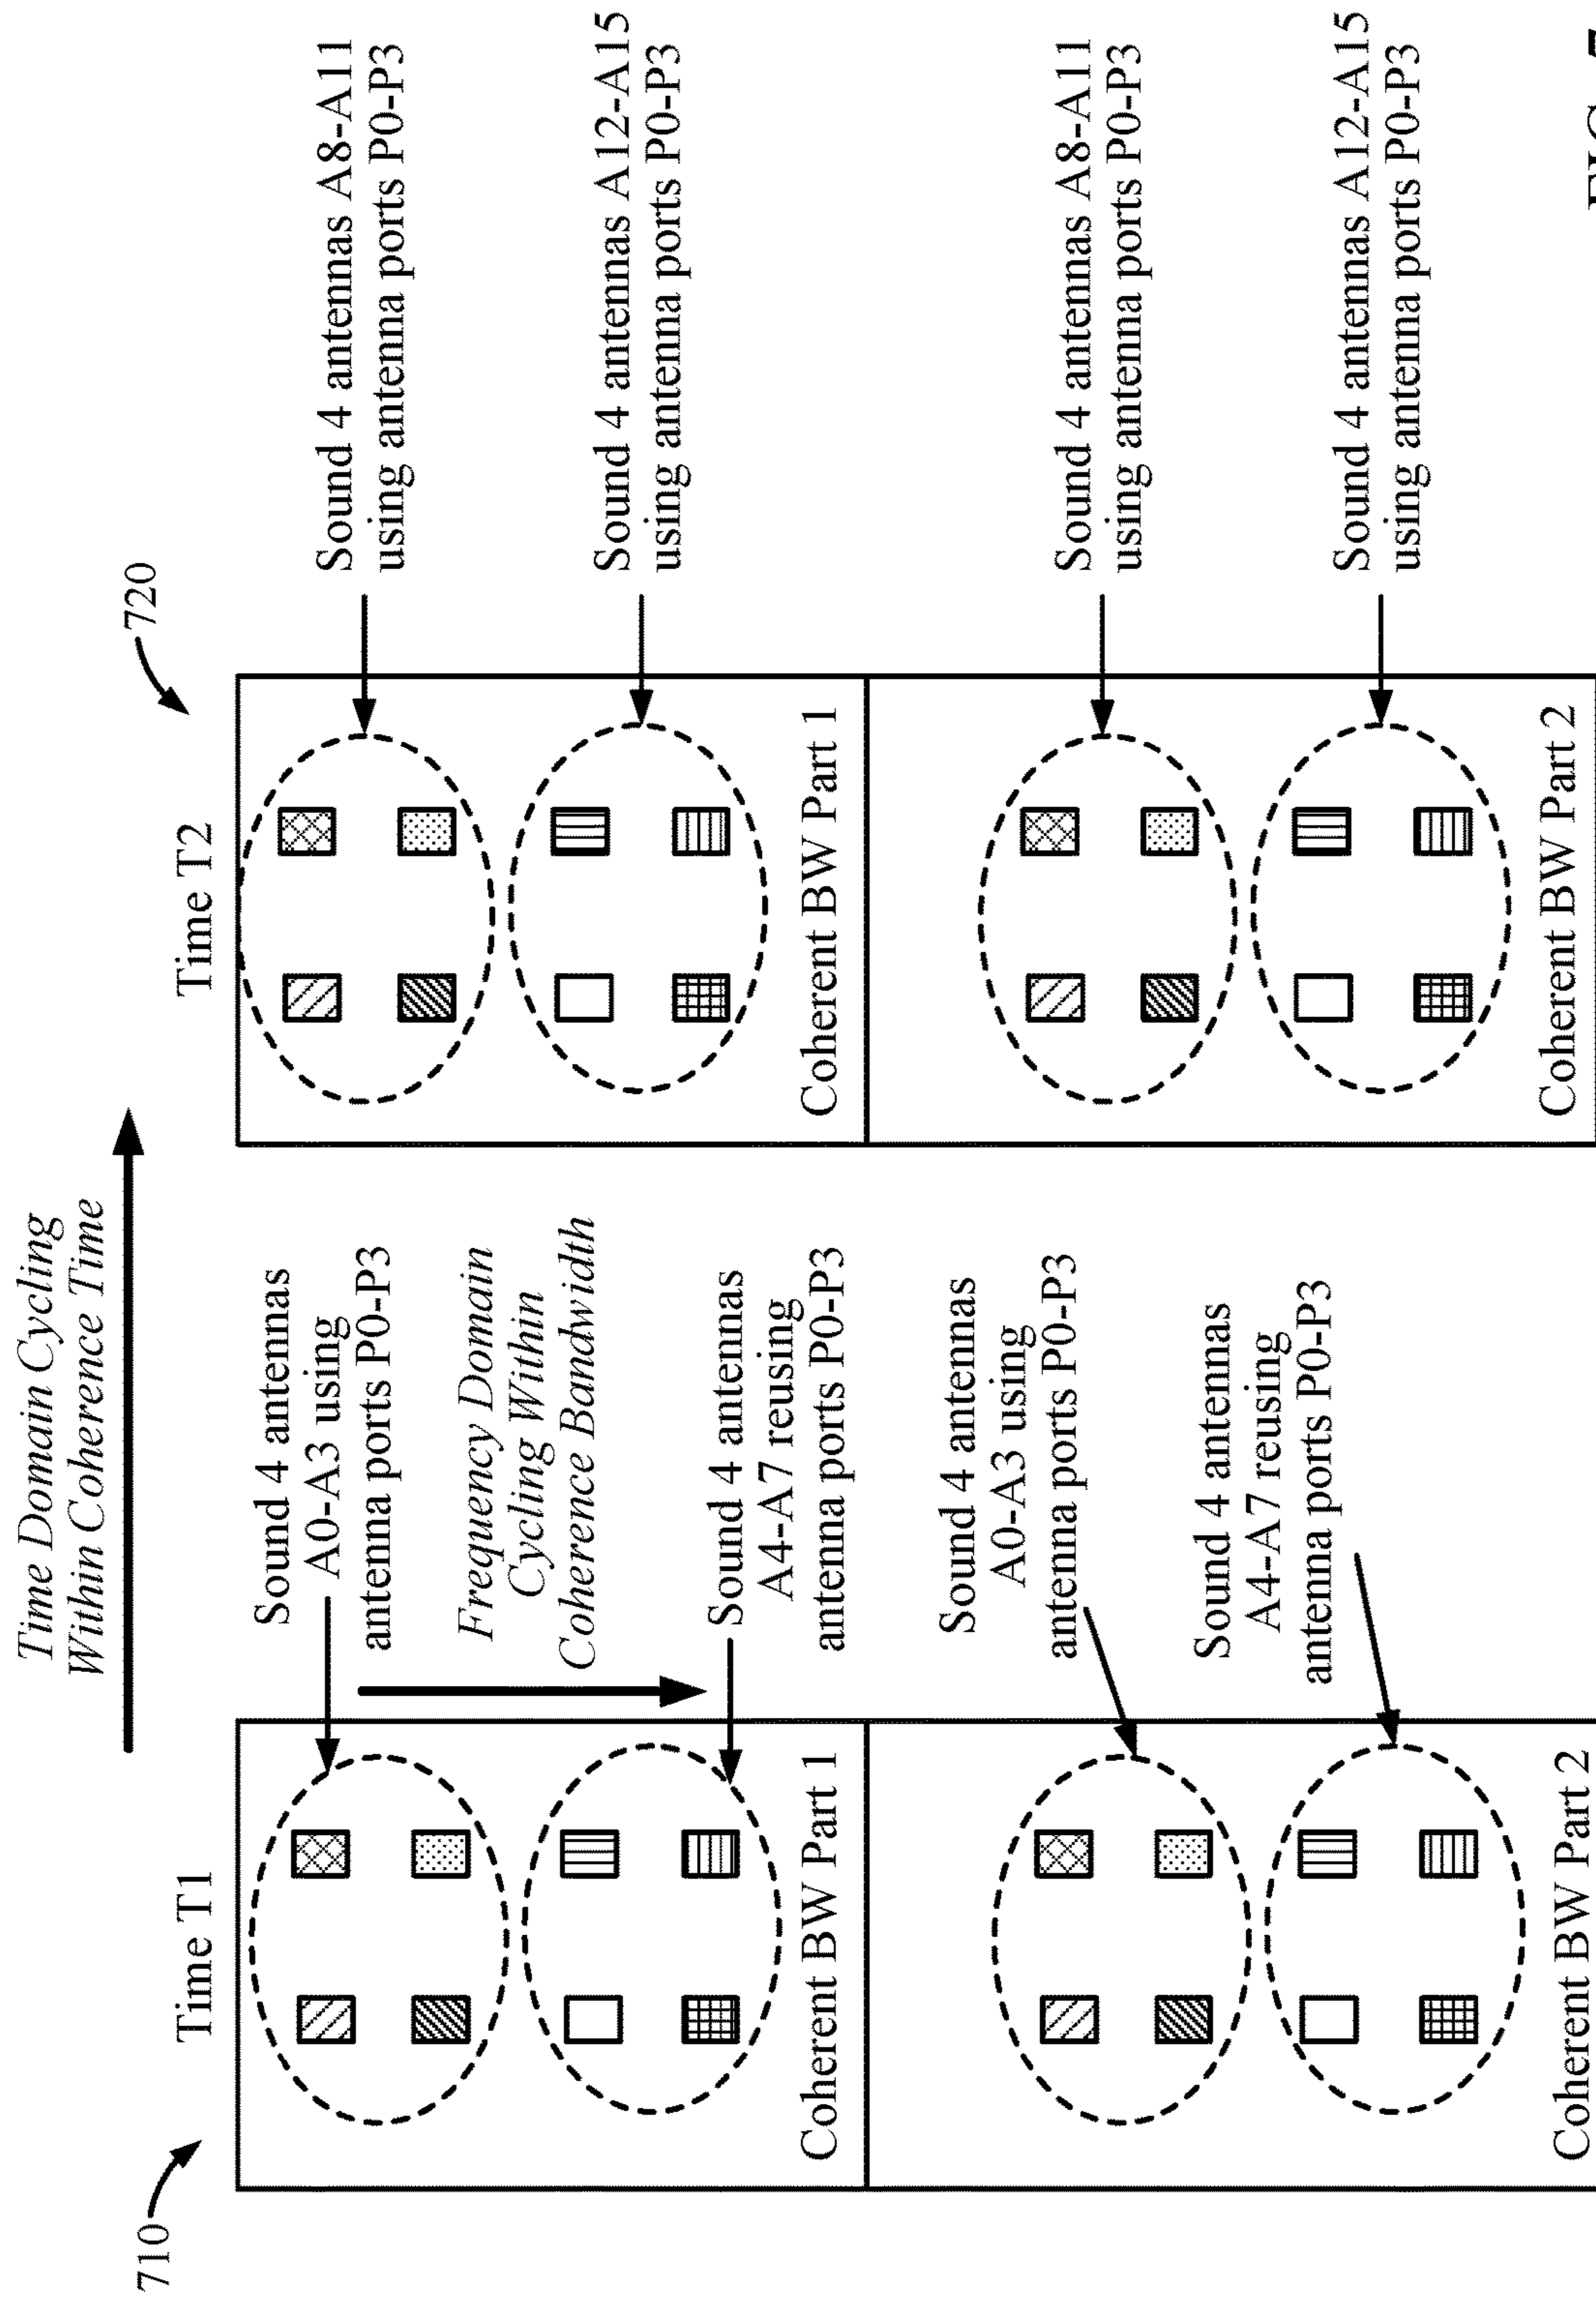 Time Domain Cycling
Within Coherence Time
710
Time T1
Sound 4 antennas
A0-A3 using
antenna ports P0-P3
Frequency Domain
Cycling Within
Coherence Bandwidth
Sound 4 antennas
A4-A7 reusing
antenna ports P0-P3
Coherent BW Part 1
Sound 4 antennas
A0-A3 using
antenna ports P0-P3
Sound 4 antennas
A4-A7 reusing
antenna ports P0-P3
Coherent BW Part 2
720
Time T2
Sound 4 antennas A8-A11
using antenna ports P0-P3
Sound 4 antennas A12-A15
using antenna ports P0-P3
Coherent BW Part 1
Sound 4 antennas A8-A11
using antenna ports P0-P3
Sound 4 antennas A12-A15
using antenna ports P0-P3
Coherent BW Part 2